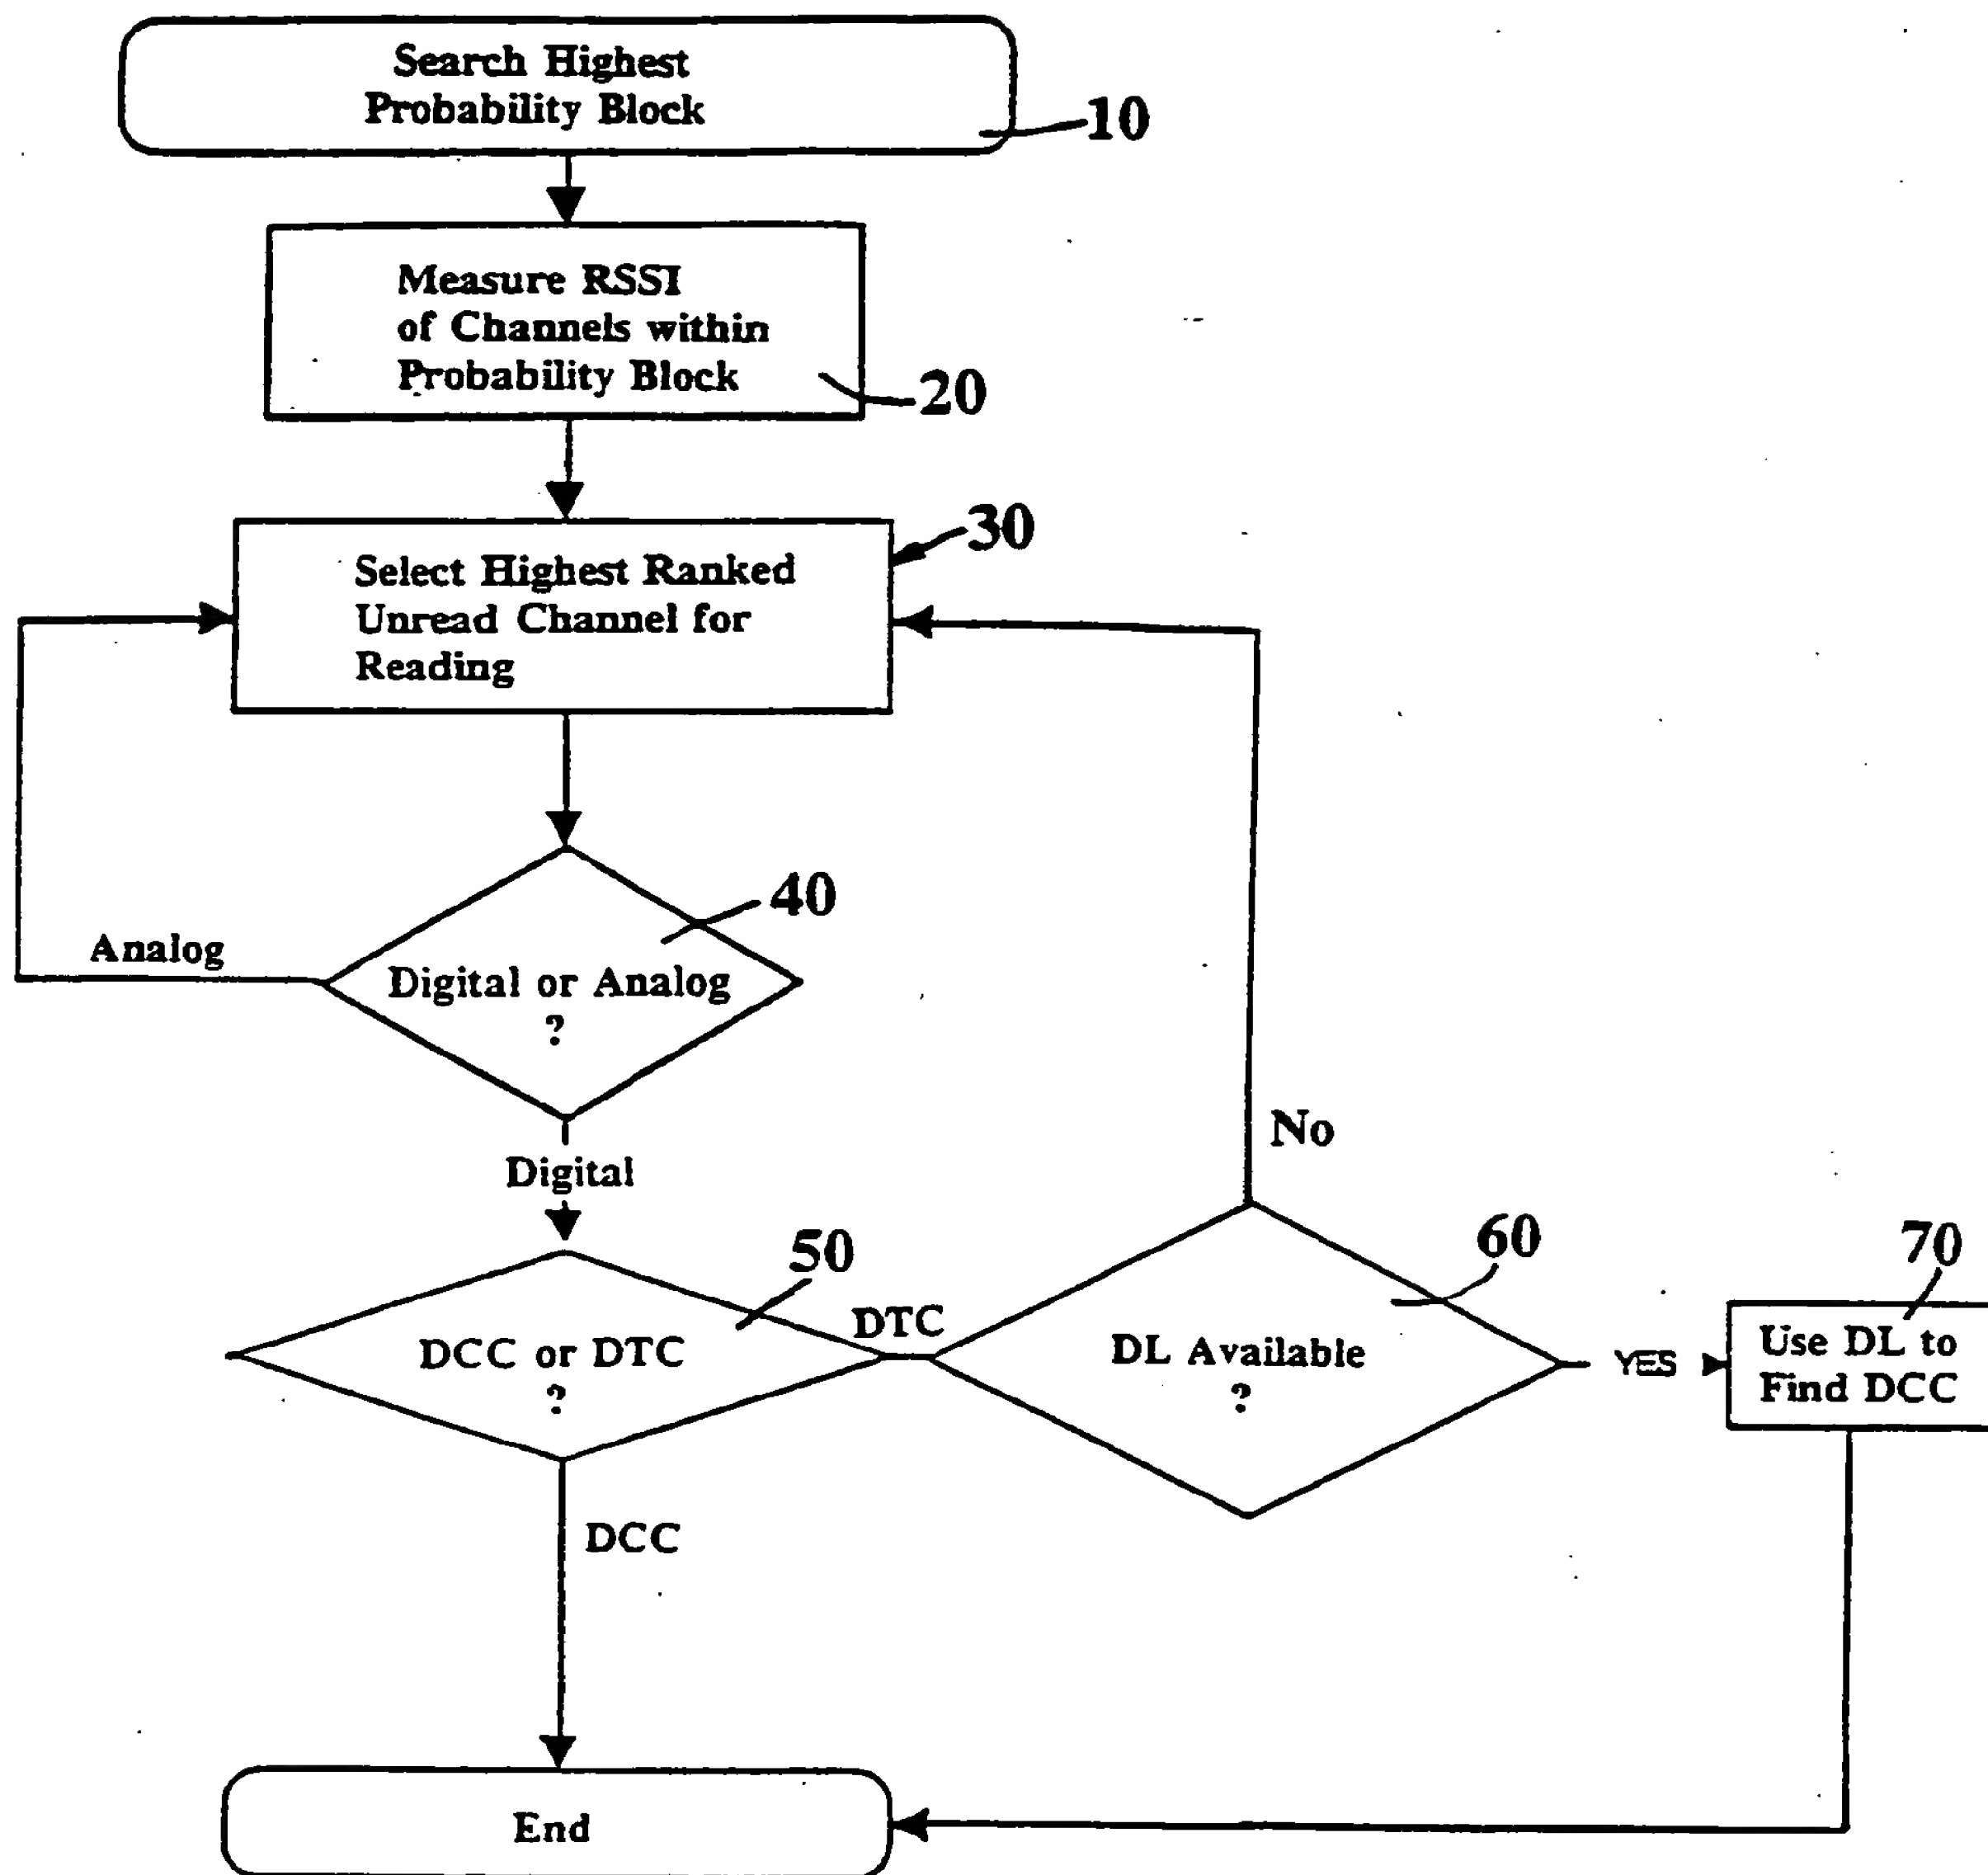 Search Highest
Probability Block
10
Measure RSSI
of Channels within
Probability Block
20
30
Select Highest Ranked
Unread Channel for
Reading
40
Analog
Digital or Analog
?
No
Digital
50
60
70
DTC
DCC or DTC
?
DL Available
?
YES
Use DL to
Find DCC
DCC
End